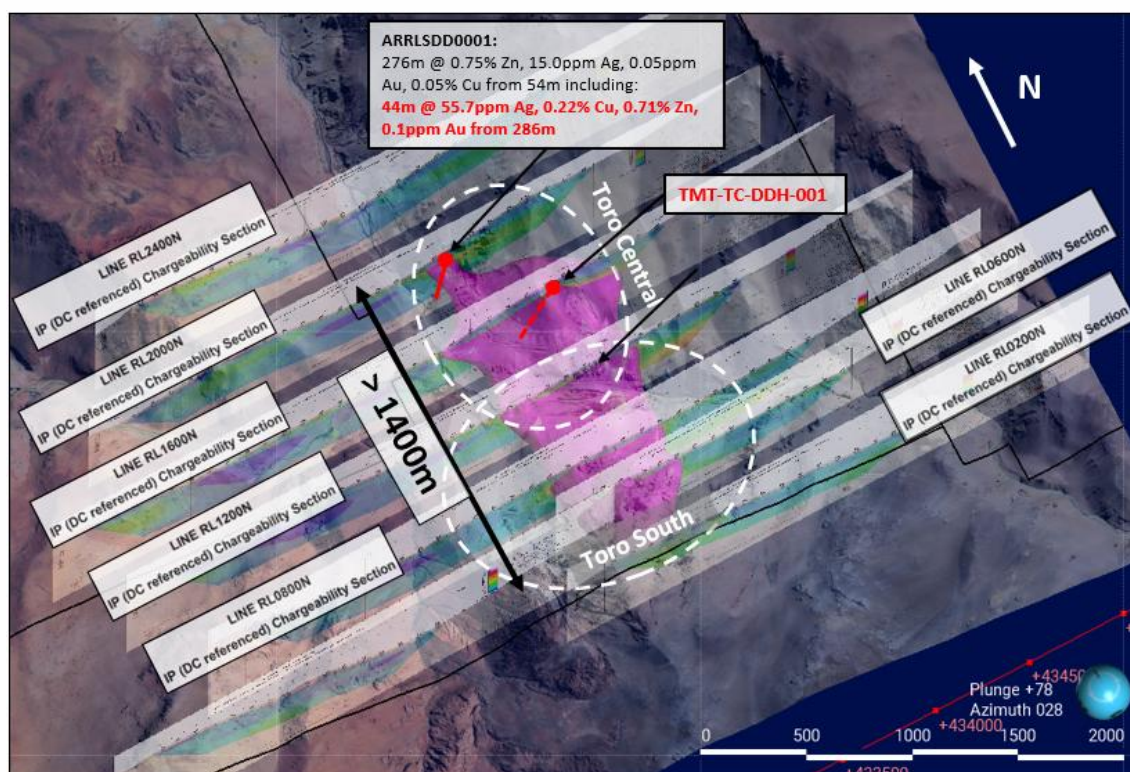 ARRLSDD0001:
276m @ 0.75% Zn, 15.0ppm Ag, 0.05ppm
Au, 0.05% Cu from 54m including:
44m @ 55.7ppm Ag, 0.22% Cu, 0.71% Zn,
0.1ppm Au from 286m
N
TMT-TC-DDH-001
Toro Central
LINE RL2400N
IP (DC referenced) Chargeability Section
LINE RL2000N
IP (DC referenced) Chargeability Section
LINE RL1600N
IP (DC referenced) Chargeability Section
LINE RL1200N
IP (DC referenced) Chargeability Section
LINE RL0800N
IP (DC referenced) Chargeability Section
LINE RL0600N
IP (DC referenced) Chargeability Section
LINE RL0200N
IP (DC referenced) Chargeability Section
> 1400m
Toro South
+434000
Plunge +78
Azimuth 028
0 500 1000 1500 2000